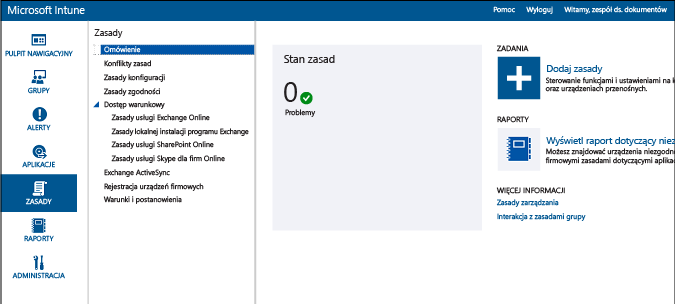 Microsoft Intune
Pomoc Wyloguj Witamy, zespół ds. dokumentów
PULPIT NAWIGACYJNY
GRUPY
ALERTY
APLIKACJE
ZASADY
RAPORTY
ADMINISTRACJA
Zasady
Omówienie
Konflikty zasad
Zasady konfiguracji
Zasady zgodności
Dostęp warunkowy
Zasady usługi Exchange Online
Zasady lokalnej instalacji programu Exchange
Zasady usługi SharePoint Online
Zasady usługi Skype dla firm Online
Exchange ActiveSync
Rejestracja urządzeń firmowych
Warunki i postanowienia
Stan zasad
0
Problemy
ZADANIA
Dodaj zasady
Sterowanie funkcjami i ustawieniami na k
oraz urządzeniach przenośnych.
RAPORTY
Wyświetl raport dotyczący niez
Możesz znajdować urządzenia niezgodne
firmowymi zasadami dotyczącymi aplika
WIĘCEJ INFORMACJI
Zasady zarządzania
Interakcja z zasadami grupy